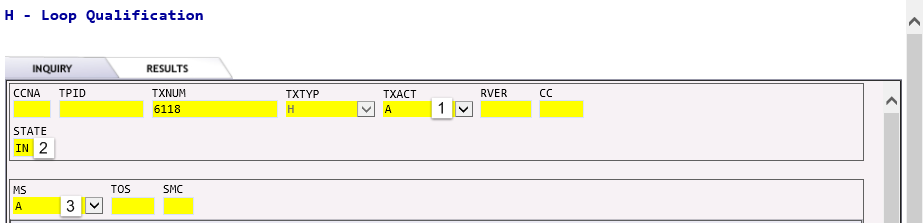 H - Loop Qualification
INQUIRY RESULTS
CCNA TPID TXNUM TXTYP TXACT RVER CC
6118 H A 1
STATE
IN 2
MS TOS SMC
A 3